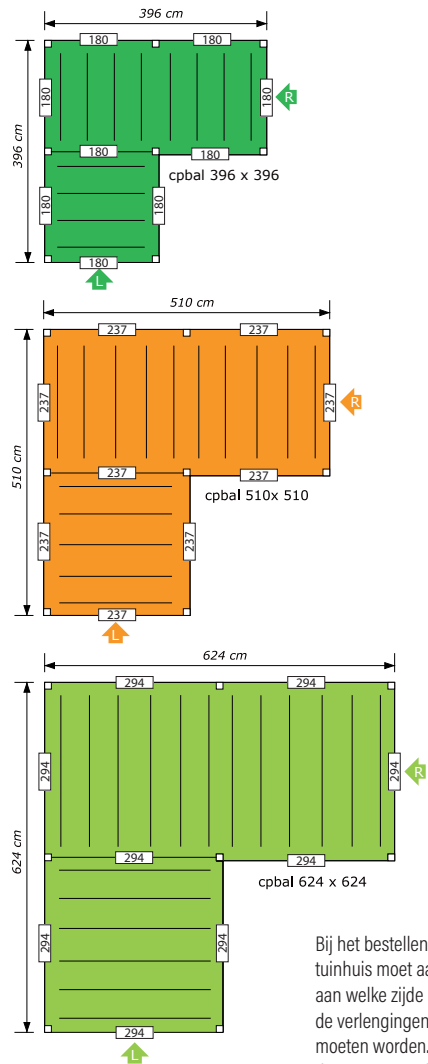 396 cm
180 180
180 180 R
396 cm
180 180
cpbal 396 x 396
180 180
180
L
510 cm
237 237
237 237 R
510 cm
237 237
cpbal 510x 510
237 237
237
L
624 cm
294 294
294 294 R
624 cm
294 294
cpbal 624 x 624
294 294
294
L
Bij het bestellen
tuinhuis moet aa
aan welke zijde
de verlengingen
moeten worden.